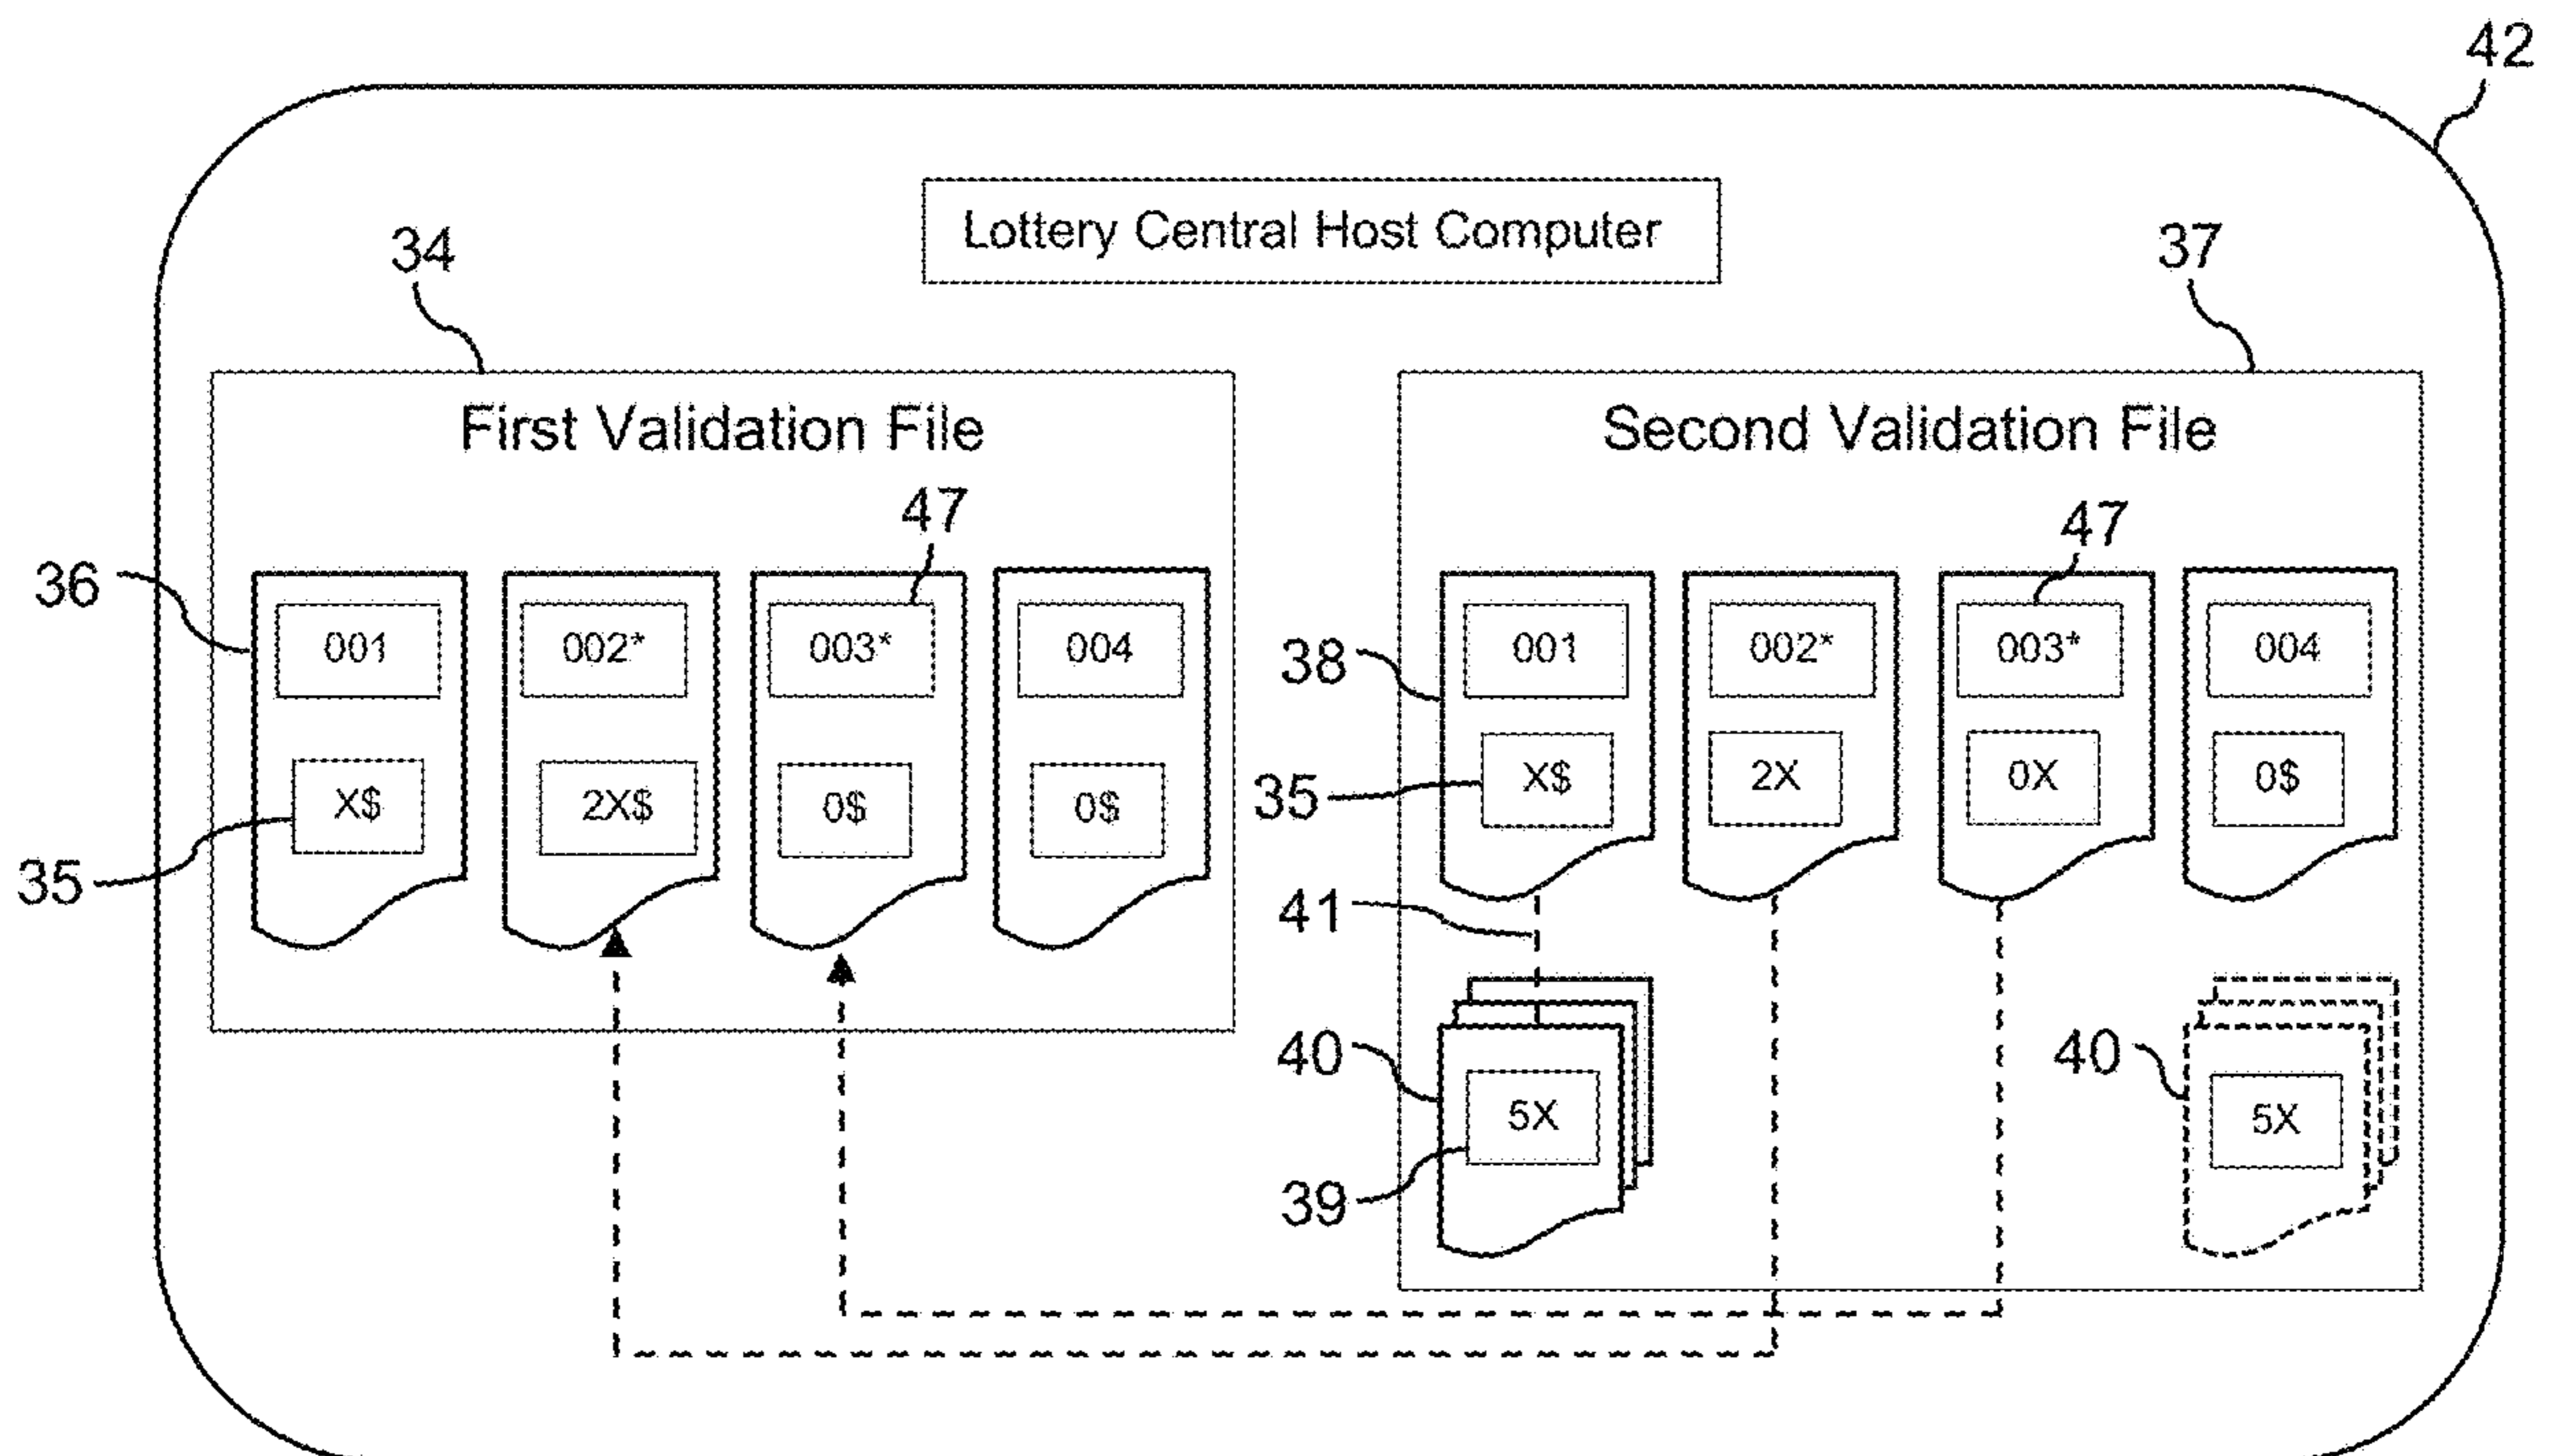 42
Lottery Central Host Computer
34
37
First Validation File
Second Validation File
47
47
36
001
002*
003*
004
38
001
002*
003*
004
35
X$
2X$
0$
0$
35
X$
2X
0X
0$
41
40
5X
39
40
5X